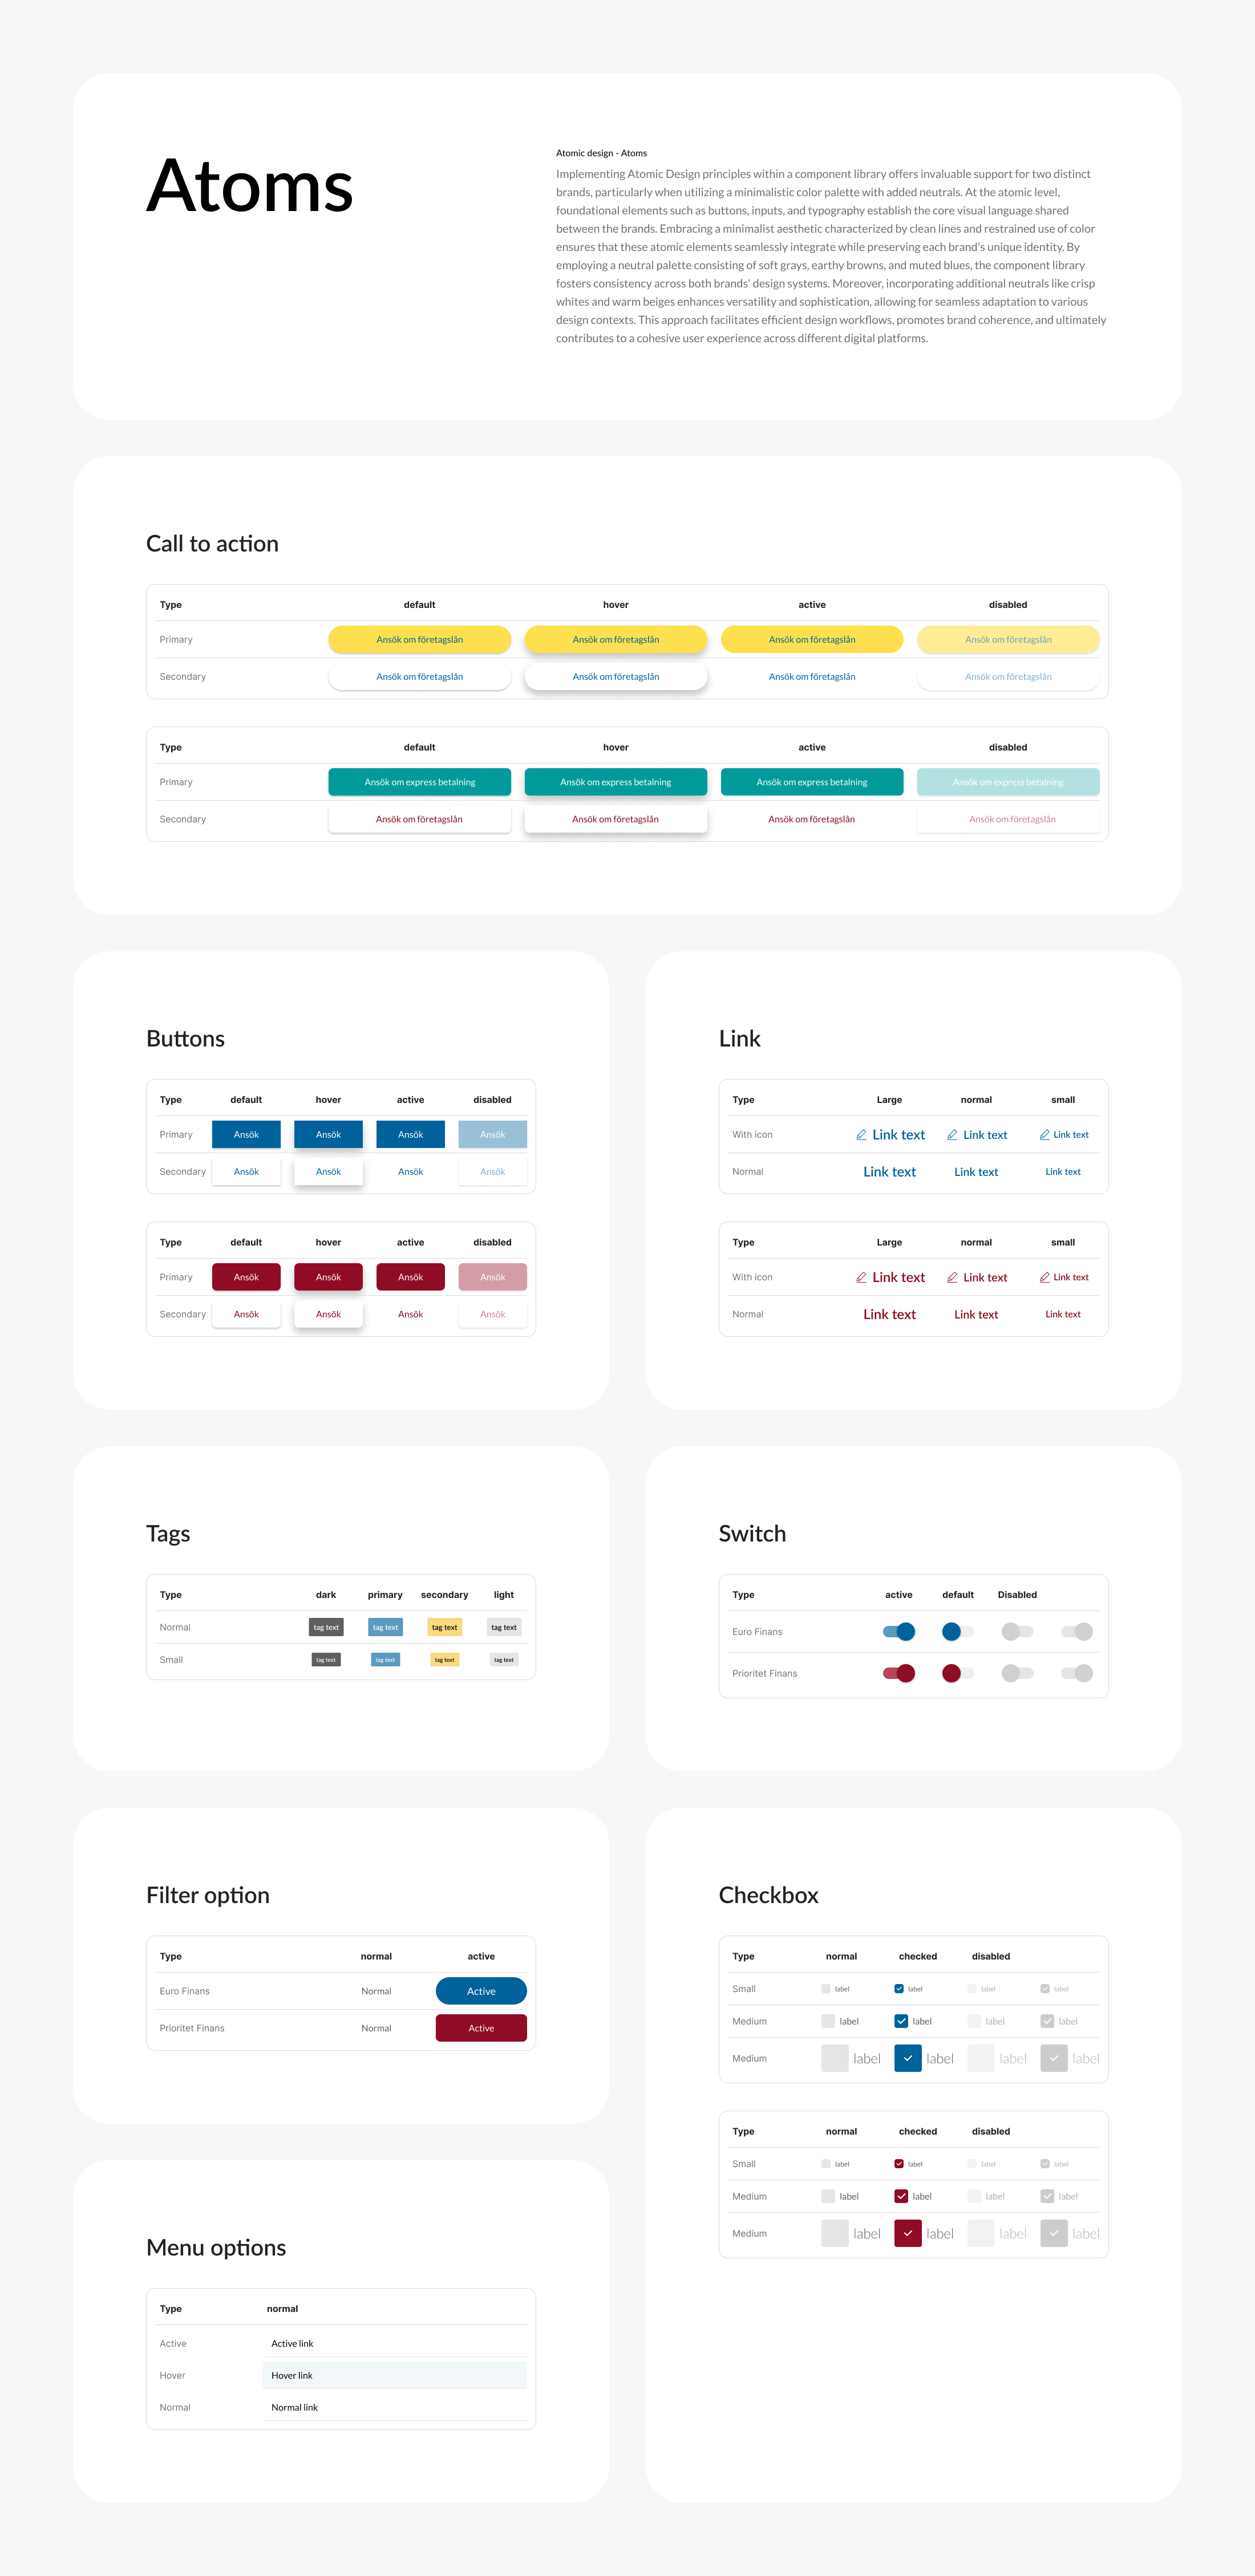 Atoms
Atomic design - Atoms
Implementing Atomic Design principles within a component library offers invaluable support for two distinct
brands, particularly when utilizing a minimalistic color palette with added neutrals. At the atomic level,
foundational elements such as buttons, inputs, and typography establish the core visual language shared
between the brands. Embracing a minimalist aesthetic characterized by clean lines and restrained use of color
ensures that these atomic elements seamlessly integrate while preserving each brand's unique identity. By
employing a neutral palette consisting of soft grays, earthy browns, and muted blues, the component library
fosters consistency across both brands' design systems. Moreover, incorporating additional neutrals like crisp
whites and warm beiges enhances versatility and sophistication, allowing for seamless adaptation to various
design contexts. This approach facilitates efficient design workflows, promotes brand coherence, and ultimately
contributes to a cohesive user experience across different digital platforms.
Call to action
Type default hover active disabled
Primary Ansök om företagslån Ansök om företagslån Ansök om företagslån Ansök om företagslån
Secondary Ansök om företagslån Ansök om företagslån Ansök om företagslån Ansök om företagslån
Type default hover active disabled
Primary Ansök om express betalning Ansök om express betalning Ansök om express betalning Ansök om express betalning
Secondary Ansök om företagslån Ansök om företagslån Ansök om företagslån Ansök om företagslån
Buttons
Type default hover active disabled
Primary Ansök Ansök Ansök Ansök
Secondary Ansök Ansök Ansök Ansök
Type default hover active disabled
Primary Ansök Ansök Ansök Ansök
Secondary Ansök Ansök Ansök Ansök
Link
Type Large normal small
With icon Link text Link text Link text
Normal Link text Link text Link text
Type Large normal small
With icon Link text Link text Link text
Normal Link text Link text Link text
Tags
Type dark primary secondary light
Normal tag text tag text tag text tag text
Small tag text tag text tag text tag text
Switch
Type active default Disabled
Euro Finans
Prioritet Finans
Filter option
Type normal active
Euro Finans Normal Active
Prioritet Finans Normal Active
Checkbox
Type normal checked disabled
Small label label label label
Medium label label label label
Medium label label label label
Type normal checked disabled
Small label label label label
Medium label label label label
Medium label label label label
Menu options
Type normal
Active Active link
Hover Hover link
Normal Normal link